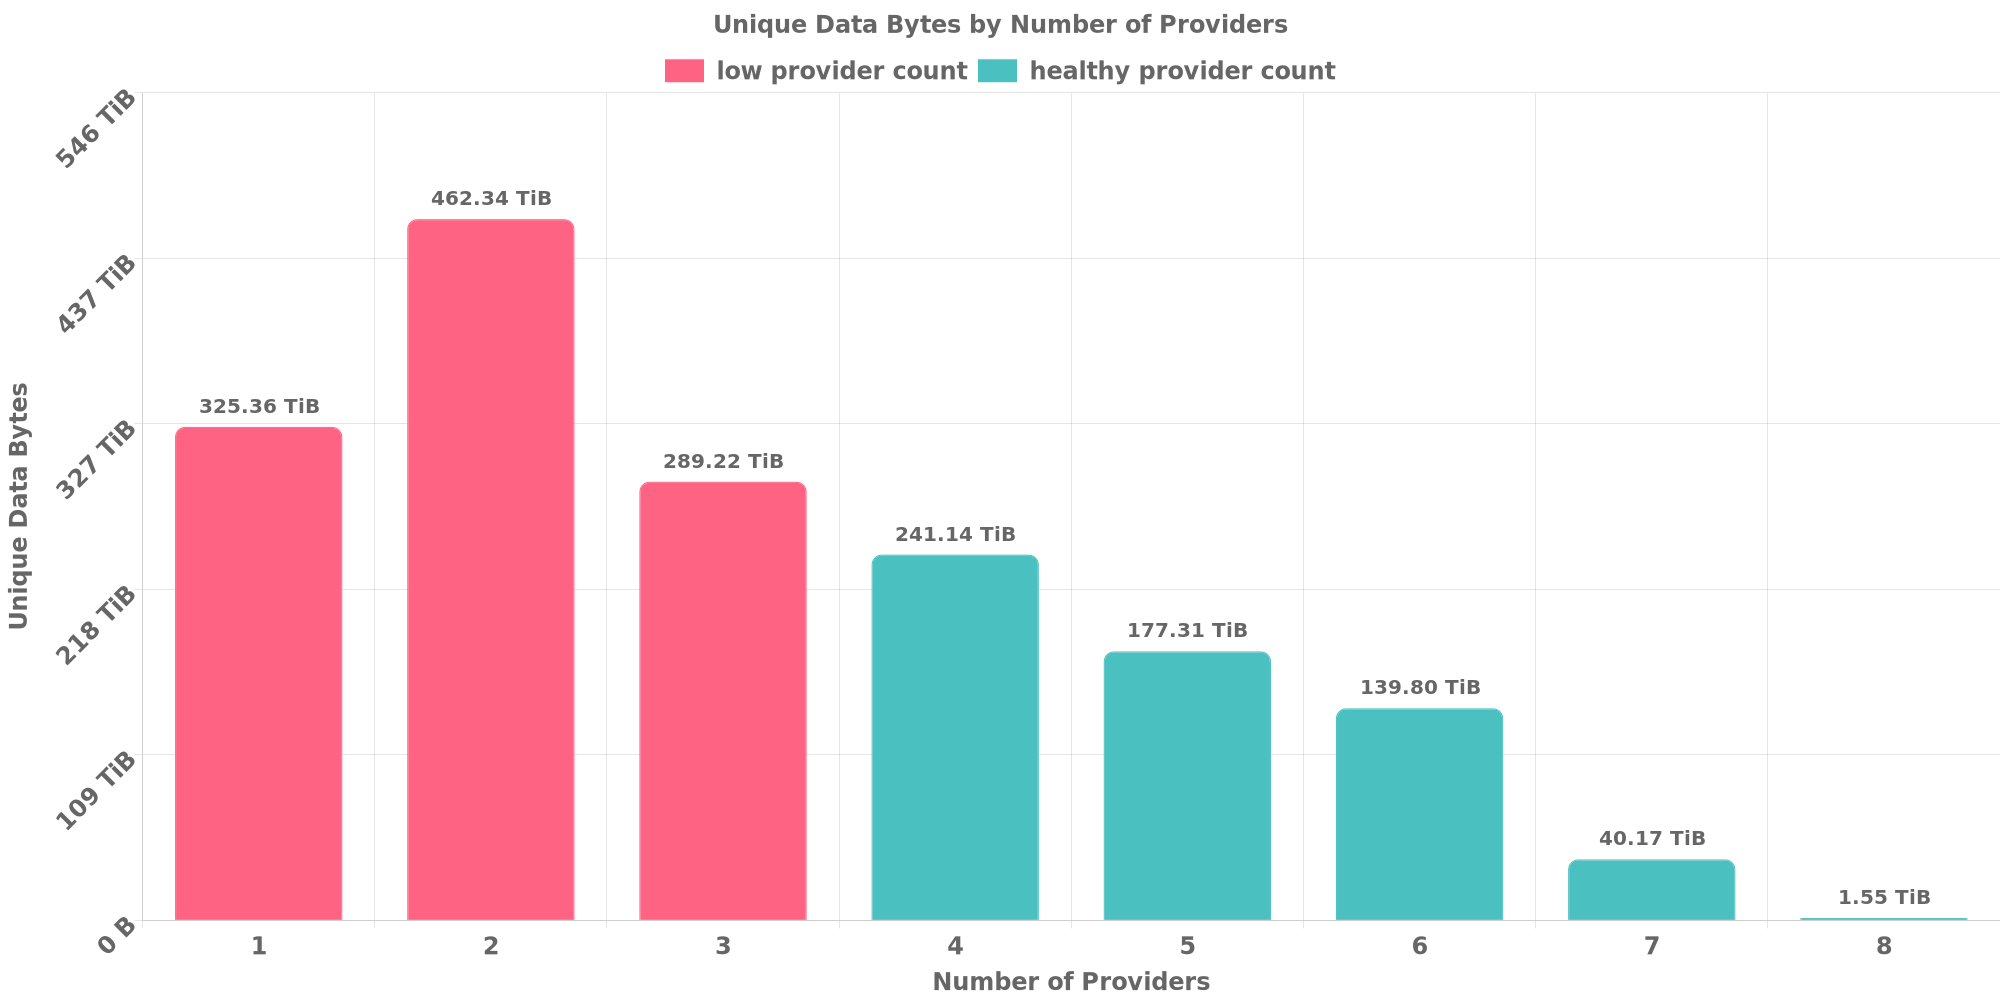 Unique Data Bytes by Number of Providers
low provider count healthy provider count
546 TiB
437 TiB
327 TiB
218 TiB
109 TiB
0 B
Unique Data Bytes
325.36 TiB
462.34 TiB
289.22 TiB
241.14 TiB
177.31 TiB
139.80 TiB
40.17 TiB
1.55 TiB
1 2 3 4 5 6 7 8
Number of Providers